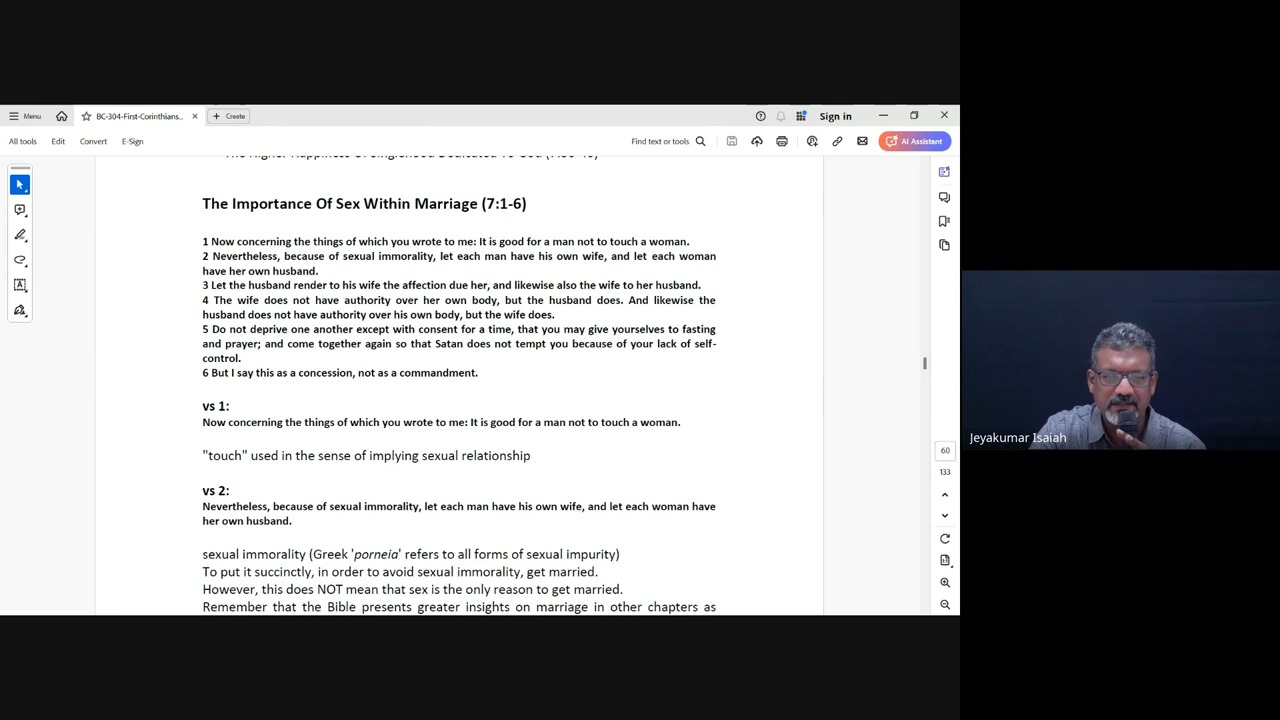 Menu
BC-304-First-Corinthians...
Create
Sign in
All tools
Edit
Convert
E-Sign
Find text or tools
AI Assistant
The Higher Happiness Of Singlehood Dedicated To God
The Importance Of Sex Within Marriage (7:1-6)
1 Now concerning the things of which you wrote to me: It is good for a man not to touch a woman.
2 Nevertheless, because of sexual immorality, let each man have his own wife, and let each woman
have her own husband.
3 Let the husband render to his wife the affection due her, and likewise also the wife to her husband.
4 The wife does not have authority over her own body, but the husband does. And likewise the
husband does not have authority over his own body, but the wife does.
5 Do not deprive one another except with consent for a time, that you may give yourselves to fasting
and prayer; and come together again so that Satan does not tempt you because of your lack of self-
control.
6 But I say this as a concession, not as a commandment.
vs 1:
Now concerning the things of which you wrote to me: It is good for a man not to touch a woman.
"touch" used in the sense of implying sexual relationship
vs 2:
Nevertheless, because of sexual immorality, let each man have his own wife, and let each woman have
her own husband.
sexual immorality (Greek 'porneia' refers to all forms of sexual impurity)
To put it succinctly, in order to avoid sexual immorality, get married.
However, this does NOT mean that sex is the only reason to get married.
Remember that the Bible presents greater insights on marriage in other chapters as
60
133
Jeyakumar Isaiah